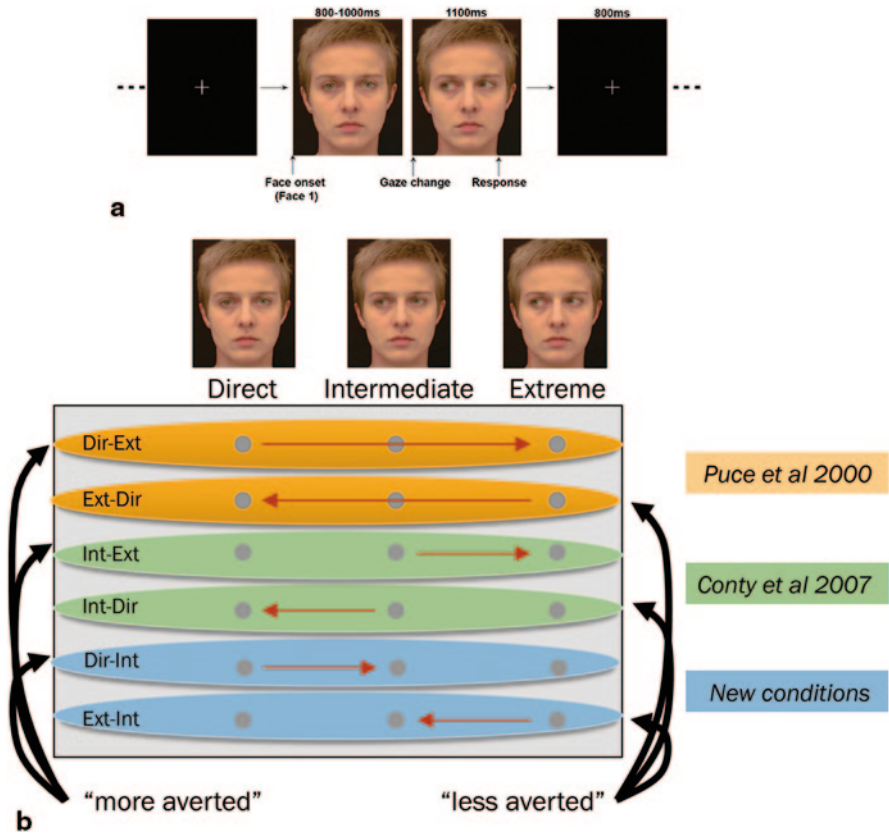 800-1000ms
1100ms
800ms
Face onset
(Face 1)
Gaze change
Response
a
Direct
Intermediate
Extreme
Dir-Ext
Ext-Dir
Int-Ext
Int-Dir
Dir-Int
Ext-Int
Puce et al 2000
Conty et al 2007
New conditions
“more averted”
“less averted”
b